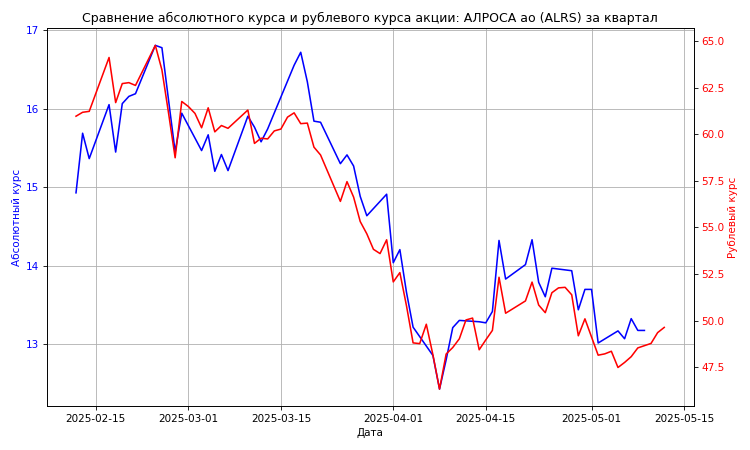 Сравнение абсолютного курса и рублевого курса акции: АЛРОСА ао (ALRS) за квартал
17
16
15
14
13
Абсолютный курс
65.0
62.5
60.0
57.5
55.0
52.5
50.0
47.5
Рублевый курс
2025-02-15 2025-03-01 2025-03-15 2025-04-01 2025-04-15 2025-05-01 2025-05-15
Дата